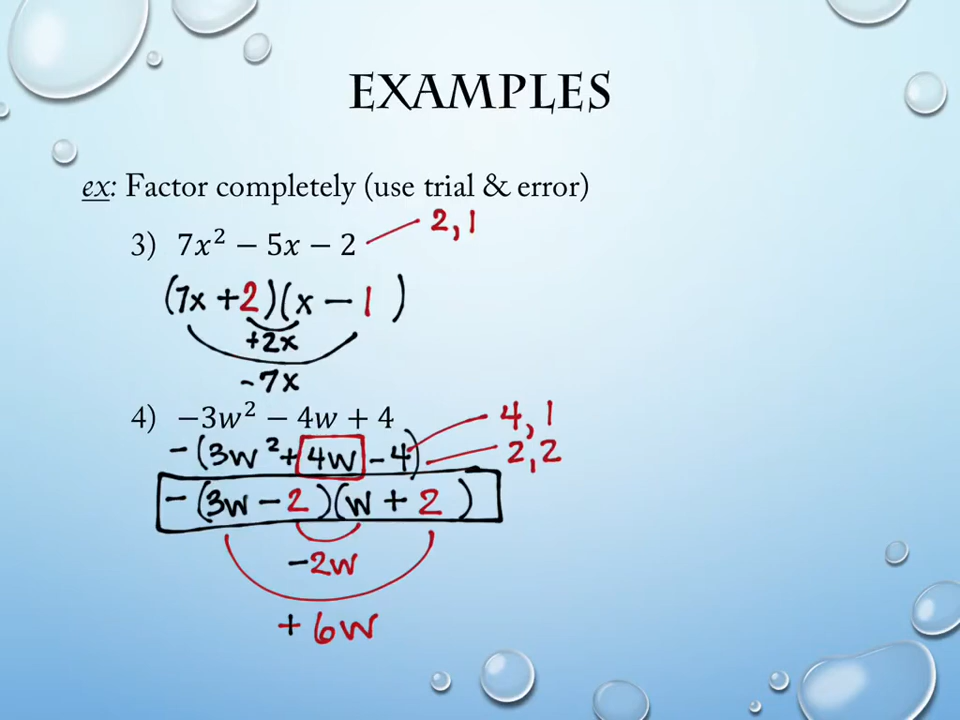 EXAMPLES
ex: Factor completely (use trial & error)
2, 1
3) 7x² − 5x − 2
(7x + 2)(x − 1)
+2x
-7x
4) −3w² − 4w + 4
4, 1
-(3w² + 4w - 4)
2, 2
-(3w - 2)(w + 2)
-2w
+6w